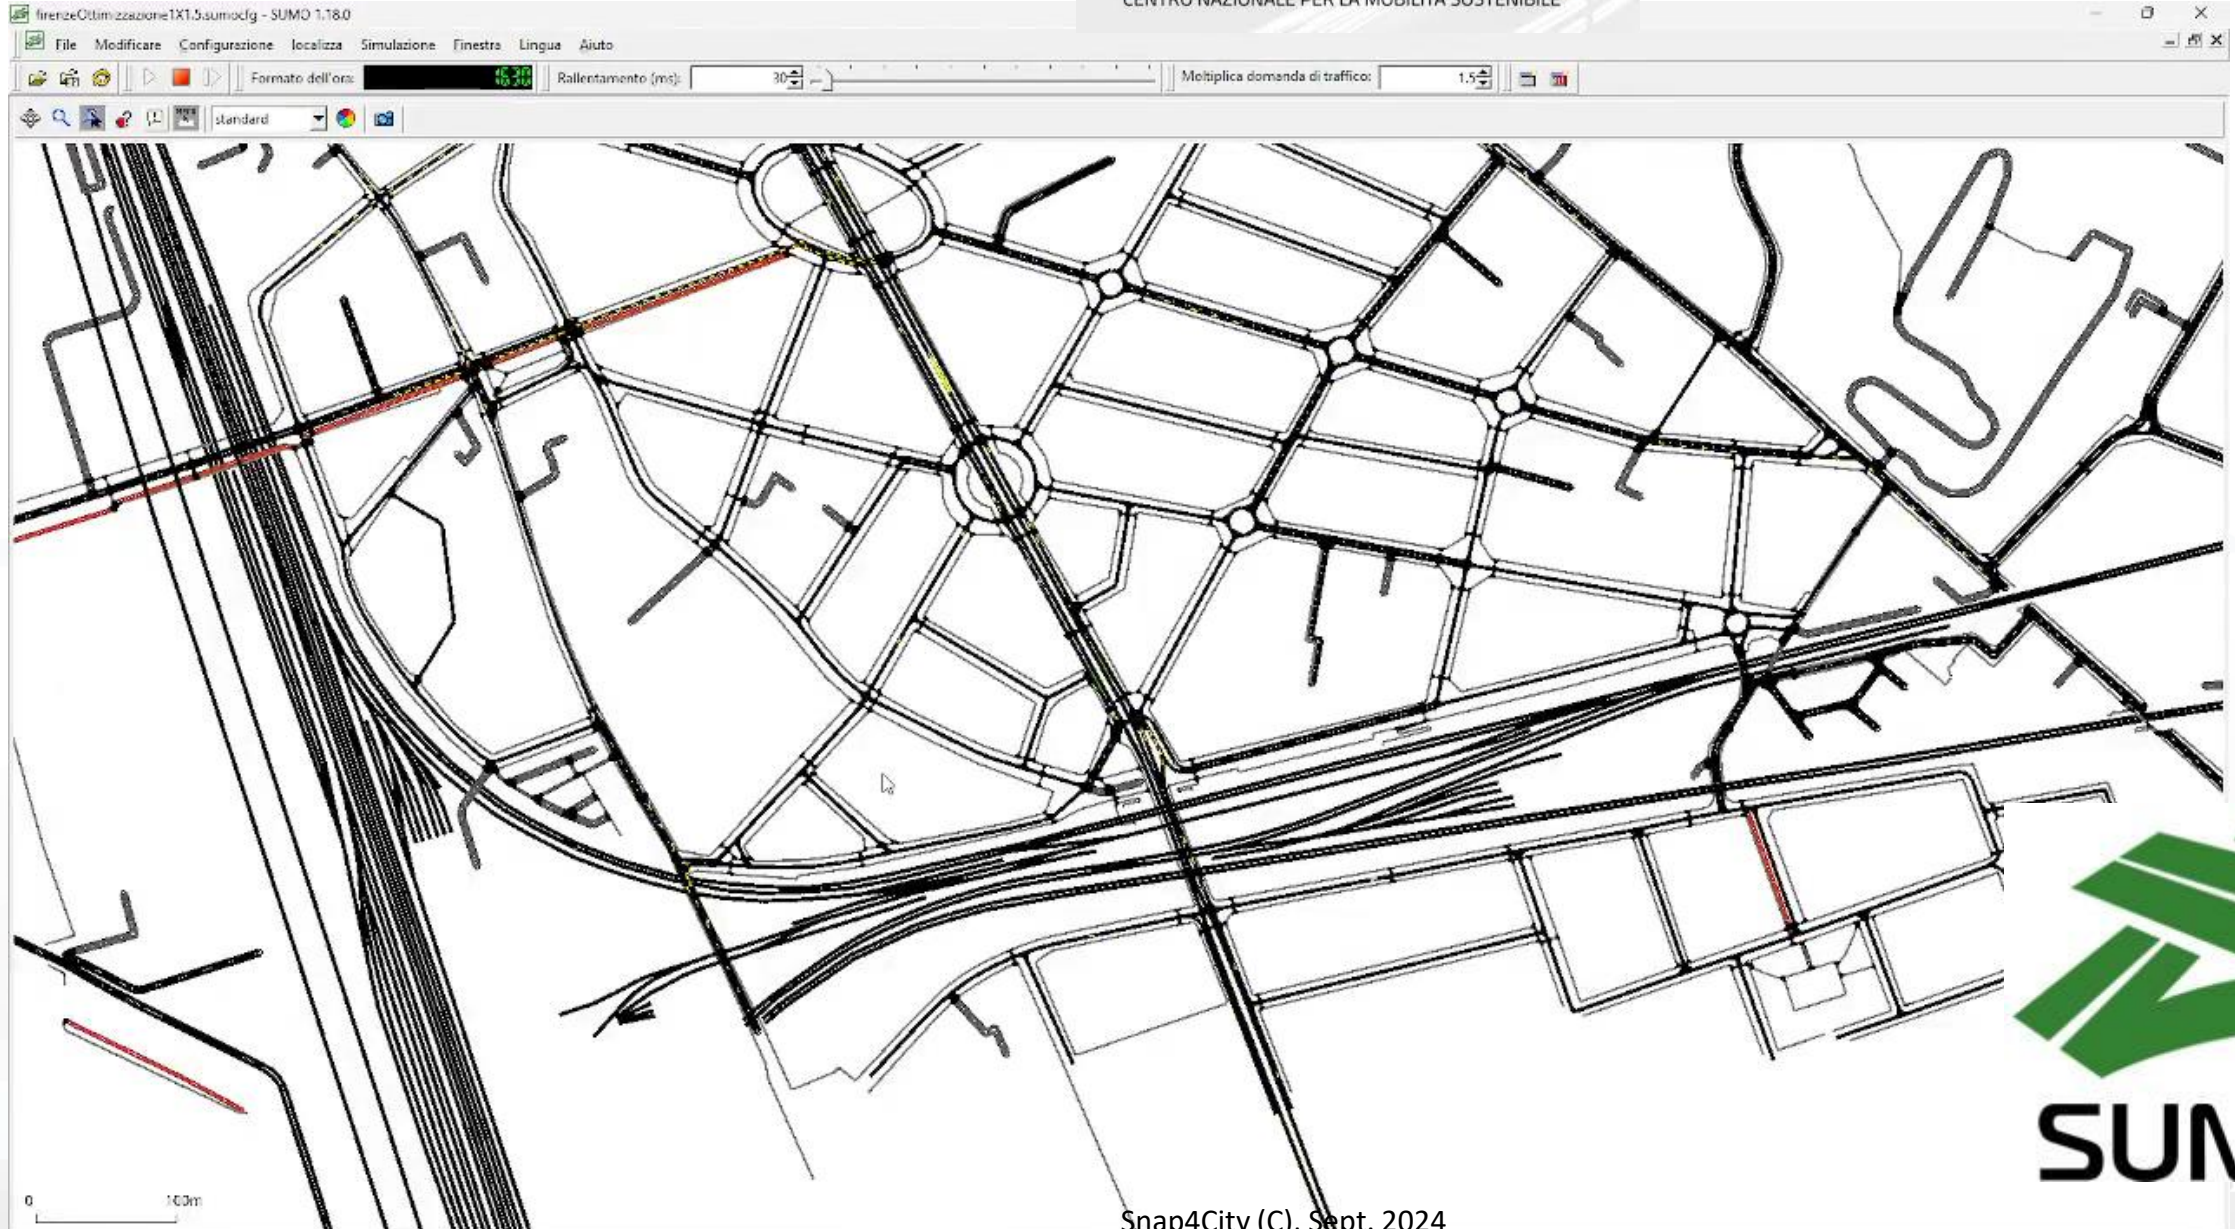 CENTRO NAZIONALE PER LA MOBILITÀ SOSTENIBILE
firenzeOttimizzazione1X1.5.sumocfg - SUMO 1.18.0
File Modificare Configurazione localizza Simulazione Finestra Lingua Aiuto
Formato dell'ora: Rallentamento (ms): 30 Moltiplica domanda di traffico: 1.5
standard
SUM
0 100m
Snap4City (C), Sept. 2024